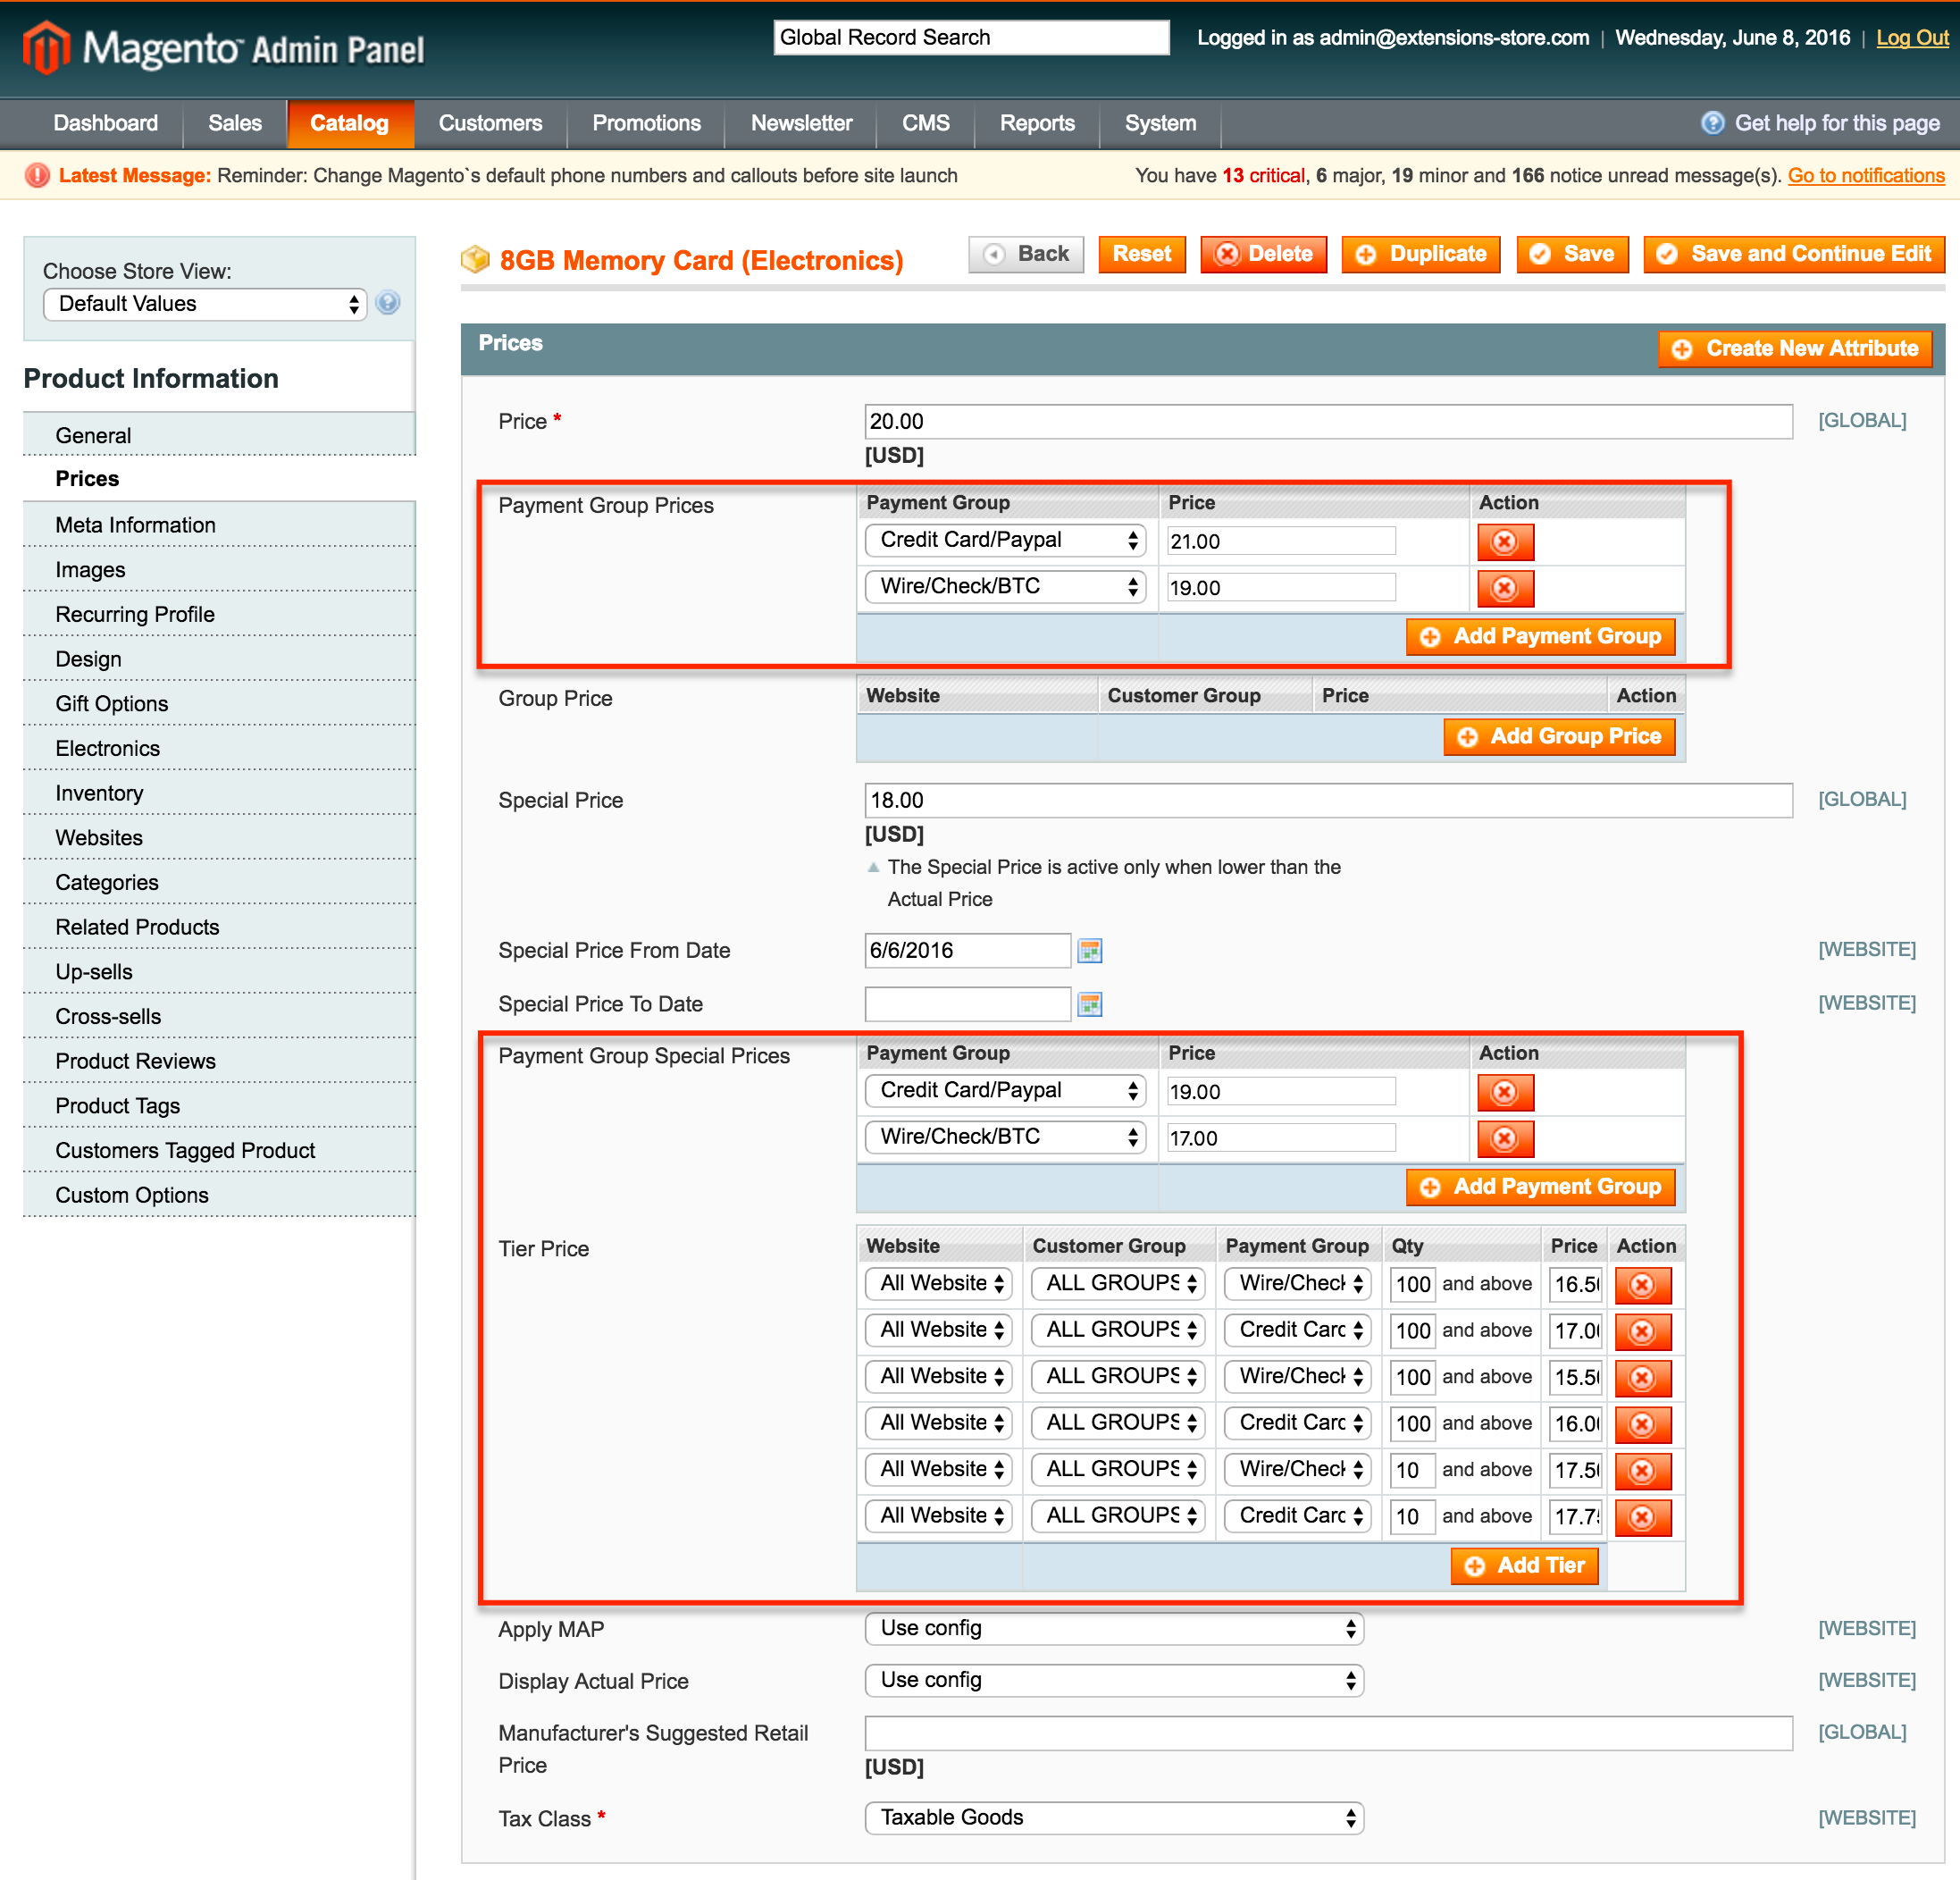 Magento™ Admin Panel
Global Record Search
Logged in as admin@extensions-store.com | Wednesday, June 8, 2016 | Log Out
Dashboard Sales Catalog Customers Promotions Newsletter CMS Reports System Get help for this page
Latest Message: Reminder: Change Magento`s default phone numbers and callouts before site launch You have 13 critical, 6 major, 19 minor and 166 notice unread message(s). Go to notifications
Choose Store View:
Default Values
Product Information
General
Prices
Meta Information
Images
Recurring Profile
Design
Gift Options
Electronics
Inventory
Websites
Categories
Related Products
Up-sells
Cross-sells
Product Reviews
Product Tags
Customers Tagged Product
Custom Options
8GB Memory Card (Electronics) Back Reset Delete Duplicate Save Save and Continue Edit
Prices Create New Attribute
Price * 20.00 [GLOBAL]
[USD]
Payment Group Prices Payment Group Price Action
Credit Card/Paypal 21.00
Wire/Check/BTC 19.00
Add Payment Group
Group Price Website Customer Group Price Action
Add Group Price
Special Price 18.00 [GLOBAL]
[USD]
The Special Price is active only when lower than the
Actual Price
Special Price From Date 6/6/2016 [WEBSITE]
Special Price To Date [WEBSITE]
Payment Group Special Prices Payment Group Price Action
Credit Card/Paypal 19.00
Wire/Check/BTC 17.00
Add Payment Group
Tier Price Website Customer Group Payment Group Qty Price Action
All Website ALL GROUPS Wire/Check 100 and above 16.50
All Website ALL GROUPS Credit Carc 100 and above 17.00
All Website ALL GROUPS Wire/Check 100 and above 15.50
All Website ALL GROUPS Credit Carc 100 and above 16.00
All Website ALL GROUPS Wire/Check 10 and above 17.50
All Website ALL GROUPS Credit Carc 10 and above 17.75
Add Tier
Apply MAP Use config [WEBSITE]
Display Actual Price Use config [WEBSITE]
Manufacturer's Suggested Retail [GLOBAL]
Price [USD]
Tax Class * Taxable Goods [WEBSITE]